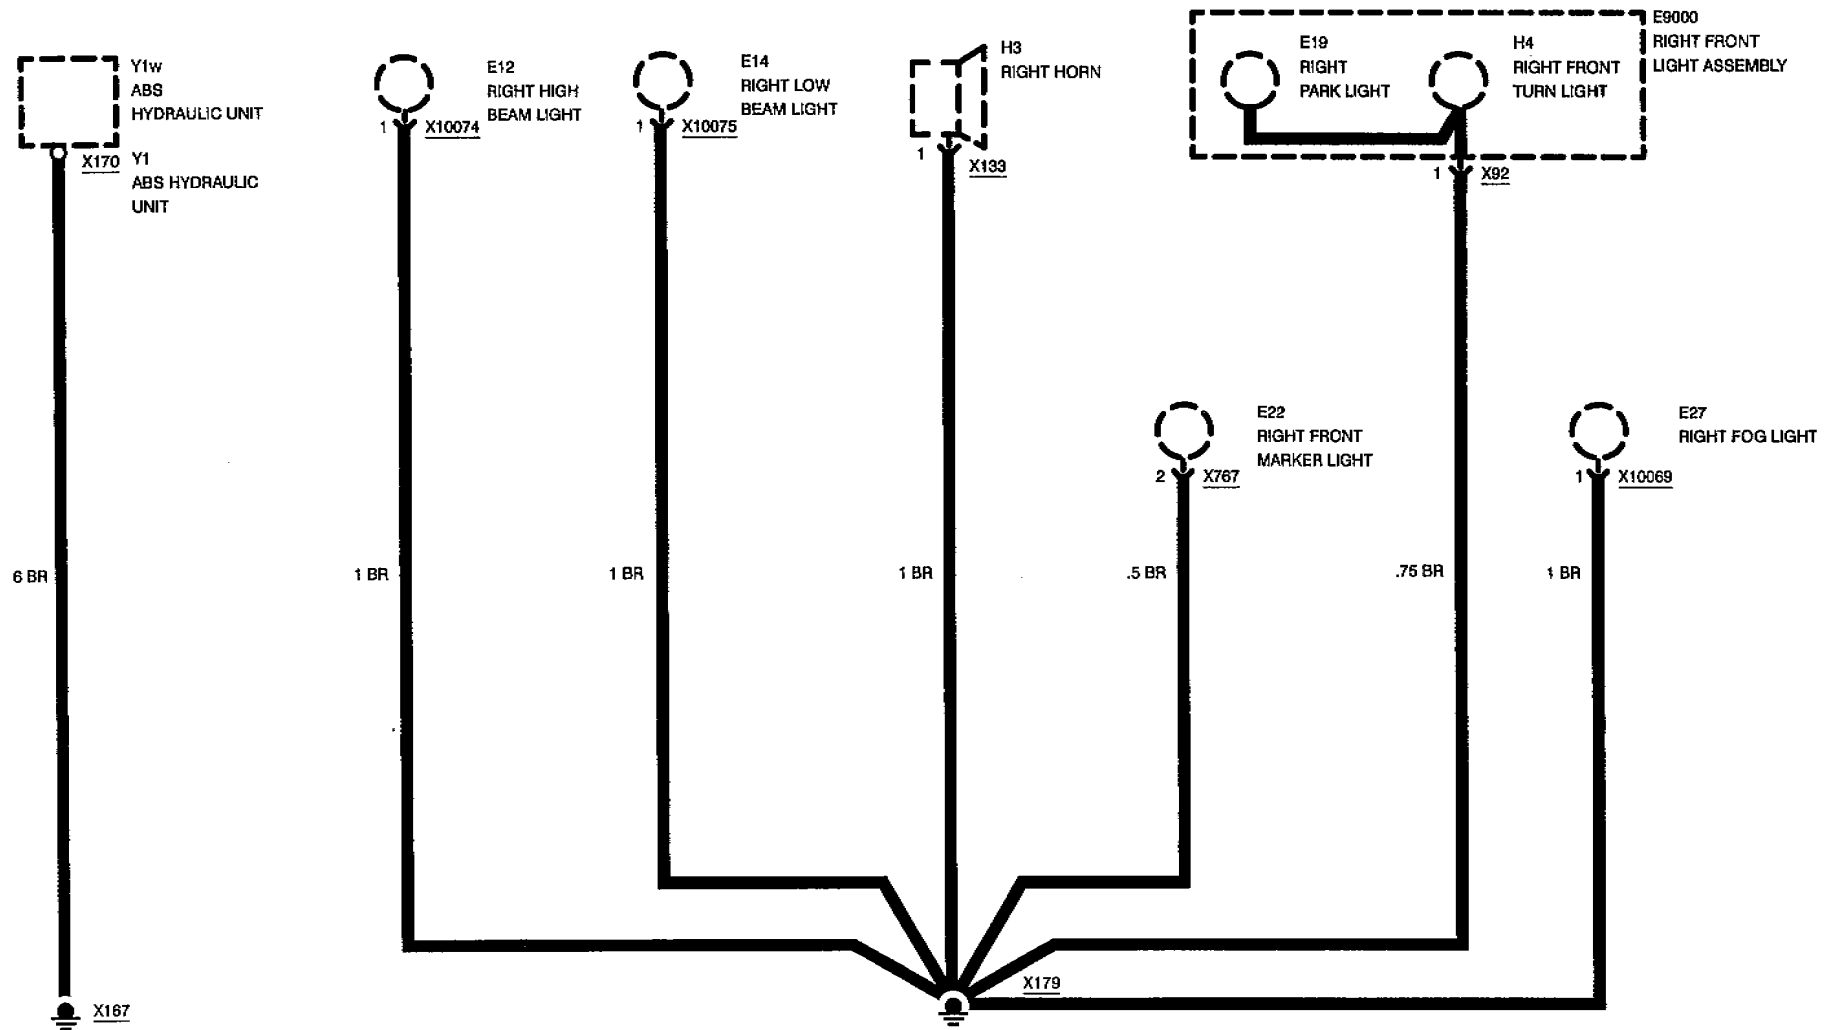 Y1w
ABS
HYDRAULIC UNIT
X170
Y1
ABS HYDRAULIC
UNIT
E12
RIGHT HIGH
BEAM LIGHT
1
X10074
E14
RIGHT LOW
BEAM LIGHT
1
X10075
H3
RIGHT HORN
1
X133
E19
RIGHT
PARK LIGHT
H4
RIGHT FRONT
TURN LIGHT
E9000
RIGHT FRONT
LIGHT ASSEMBLY
1
X92
E22
RIGHT FRONT
MARKER LIGHT
2
X767
E27
RIGHT FOG LIGHT
1
X10069
6 BR
1 BR
1 BR
1 BR
.5 BR
.75 BR
1 BR
X167
X179